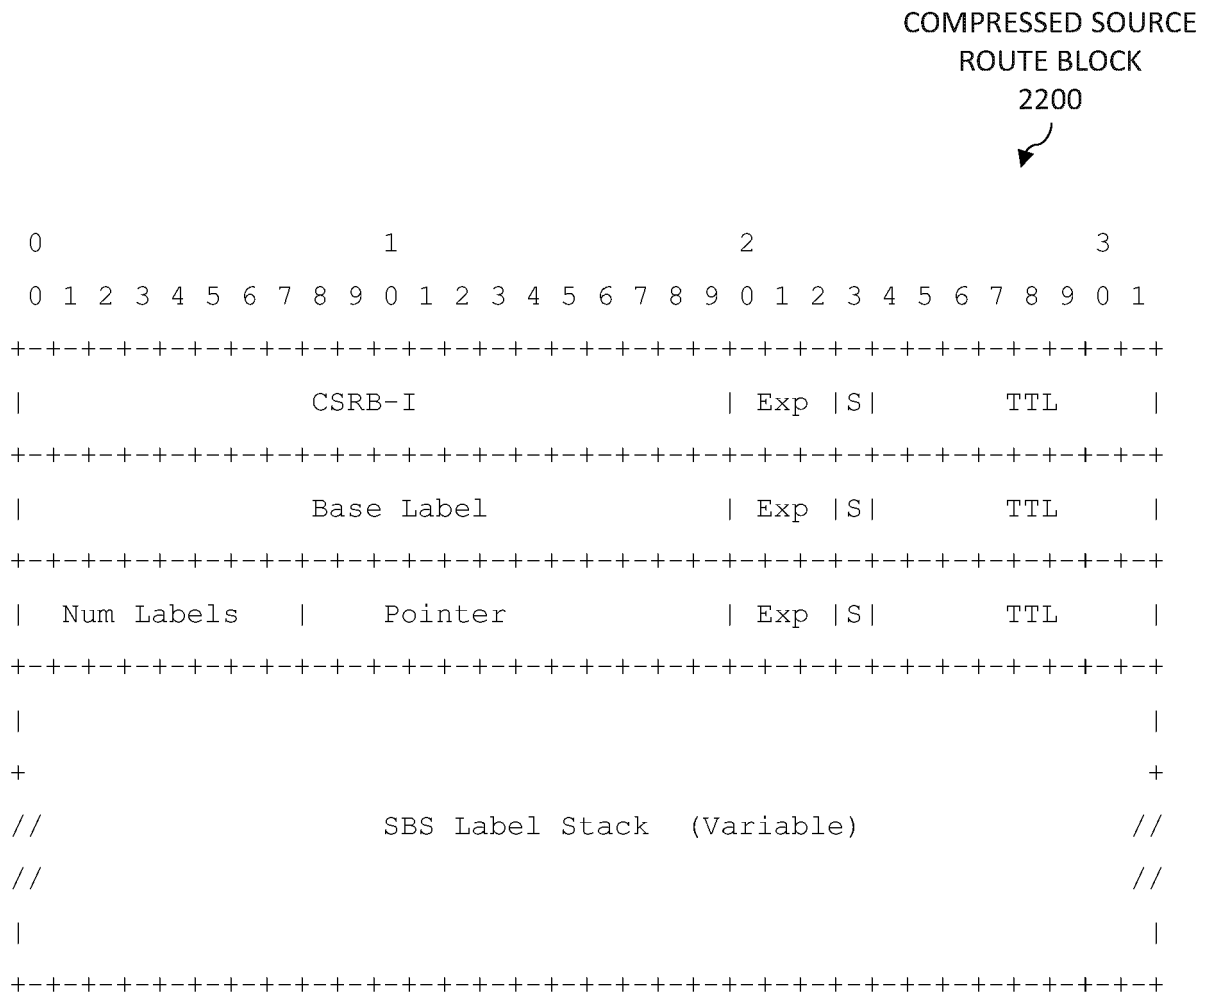 COMPRESSED SOURCE
ROUTE BLOCK
2200
0 1 2 3
0 1 2 3 4 5 6 7 8 9 0 1 2 3 4 5 6 7 8 9 0 1 2 3 4 5 6 7 8 9 0 1
+-+-+-+-+-+-+-+-+-+-+-+-+-+-+-+-+-+-+-+-+-+-+-+-+-+-+-+-+-+-+-+-+
| CSRB-I | Exp |S| TTL |
+-+-+-+-+-+-+-+-+-+-+-+-+-+-+-+-+-+-+-+-+-+-+-+-+-+-+-+-+-+-+-+-+
| Base Label | Exp |S| TTL |
+-+-+-+-+-+-+-+-+-+-+-+-+-+-+-+-+-+-+-+-+-+-+-+-+-+-+-+-+-+-+-+-+
| Num Labels | Pointer | Exp |S| TTL |
+-+-+-+-+-+-+-+-+-+-+-+-+-+-+-+-+-+-+-+-+-+-+-+-+-+-+-+-+-+-+-+-+
| |
+ +
// SBS Label Stack (Variable) //
// //
| |
+-+-+-+-+-+-+-+-+-+-+-+-+-+-+-+-+-+-+-+-+-+-+-+-+-+-+-+-+-+-+-+-+